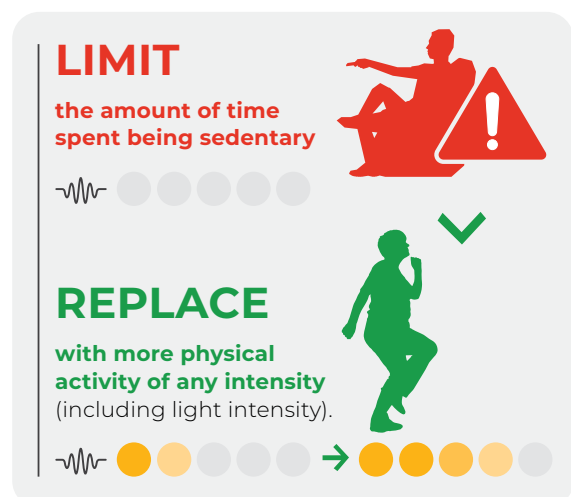 LIMIT
the amount of time
spent being sedentary
REPLACE
with more physical
activity of any intensity
(including light intensity).